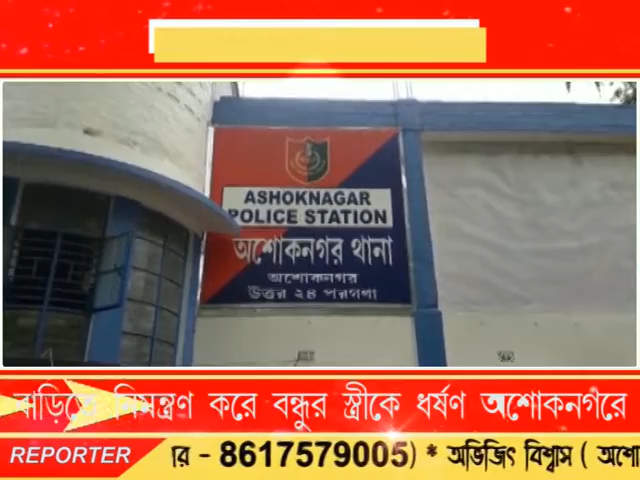 ASHOKNAGAR
POLICE STATION
অশোকনগর থানা
অশোকনগর
উত্তর ২৪ পরগণা
বাড়িতে নিমন্ত্রণ করে বন্ধুর স্ত্রীকে ধর্ষণ অশোকনগরে
REPORTER
8617579005) * অভিজিৎ বিশ্বাস (